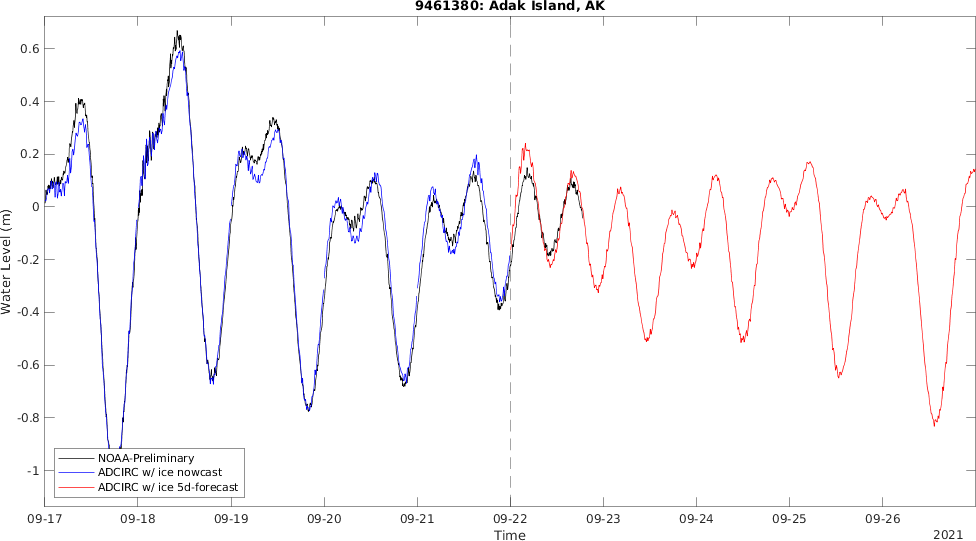 9461380: Adak Island, AK
Water Level (m)
0.6
0.4
0.2
0
-0.2
-0.4
-0.6
-0.8
-1
NOAA-Preliminary
ADCIRC w/ ice nowcast
ADCIRC w/ ice 5d-forecast
09-17 09-18 09-19 09-20 09-21 09-22 09-23 09-24 09-25 09-26
Time
2021